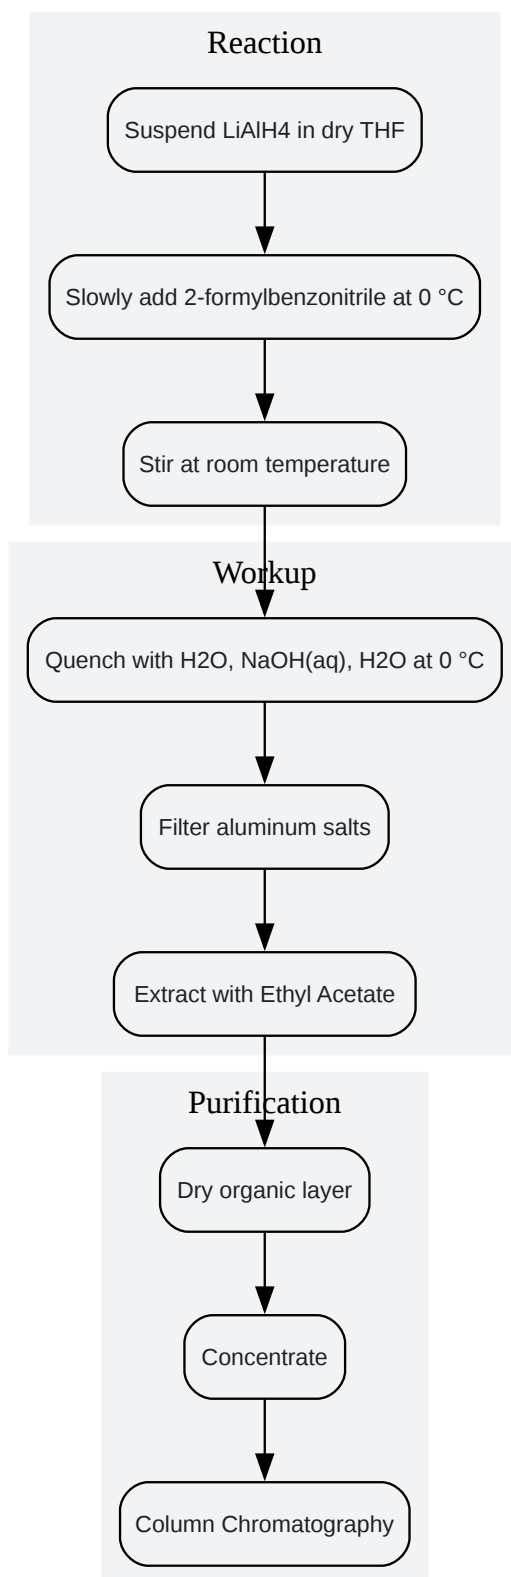 Reaction
Suspend LiAlH4 in dry THF
Slowly add 2-formylbenzonitrile at 0 °C
Stir at room temperature
Workup
Quench with H2O, NaOH(aq), H2O at 0 °C
Filter aluminum salts
Extract with Ethyl Acetate
Purification
Dry organic layer
Concentrate
Column Chromatography